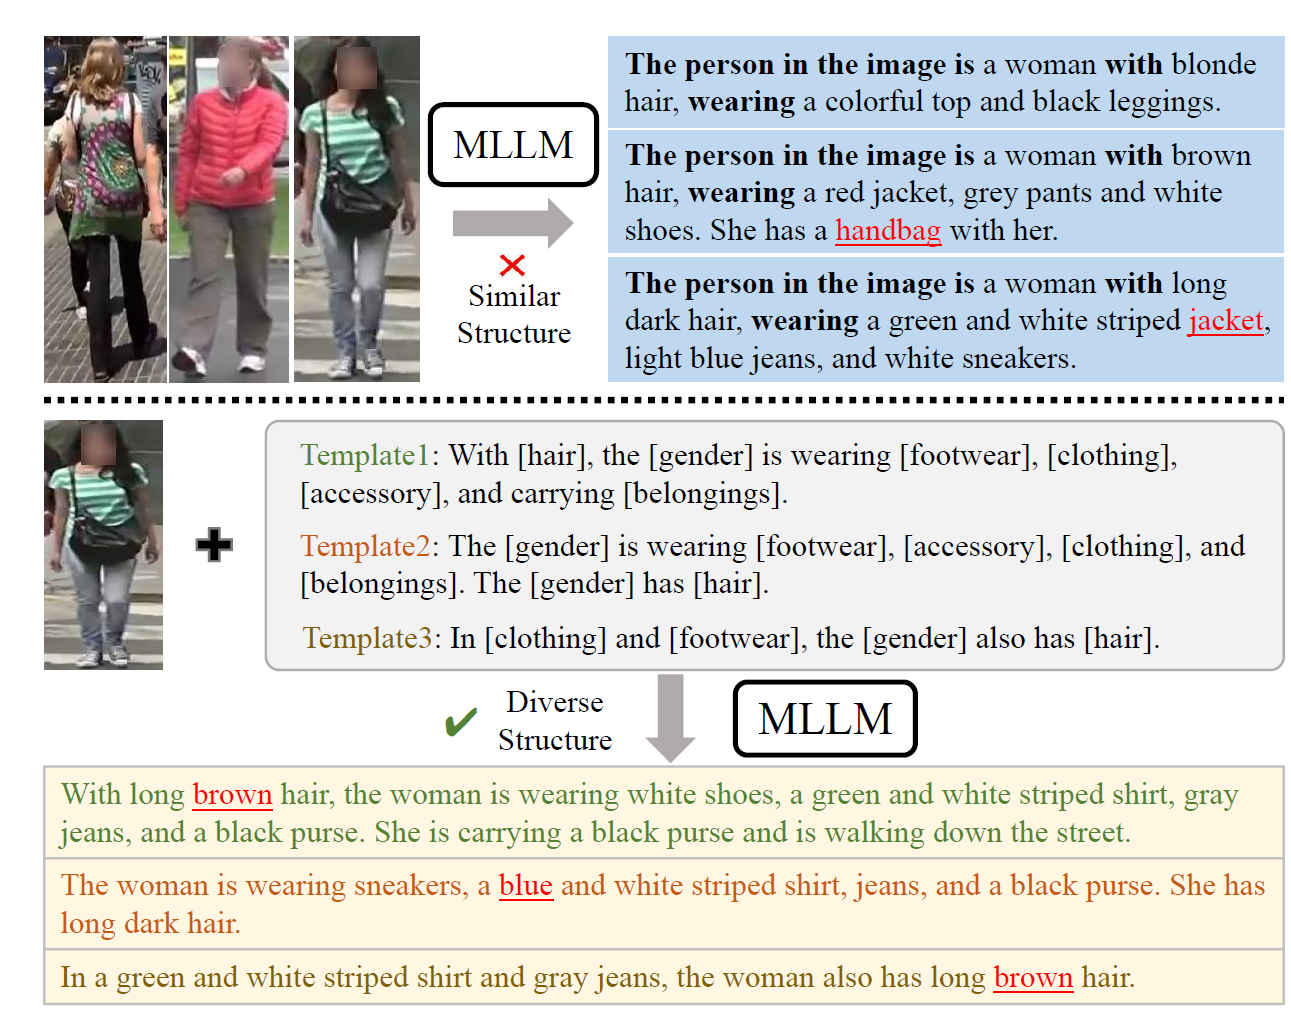 The person in the image is a woman with blonde
hair, wearing a colorful top and black leggings.
MLLM
The person in the image is a woman with brown
hair, wearing a red jacket, grey pants and white
shoes. She has a handbag with her.
Similar
Structure
The person in the image is a woman with long
dark hair, wearing a green and white striped jacket,
light blue jeans, and white sneakers.
Template1: With [hair], the [gender] is wearing [footwear], [clothing],
[accessory], and carrying [belongings].
Template2: The [gender] is wearing [footwear], [accessory], [clothing], and
[belongings]. The [gender] has [hair].
Template3: In [clothing] and [footwear], the [gender] also has [hair].
Diverse
Structure
MLLM
With long brown hair, the woman is wearing white shoes, a green and white striped shirt, gray
jeans, and a black purse. She is carrying a black purse and is walking down the street.
The woman is wearing sneakers, a blue and white striped shirt, jeans, and a black purse. She has
long dark hair.
In a green and white striped shirt and gray jeans, the woman also has long brown hair.